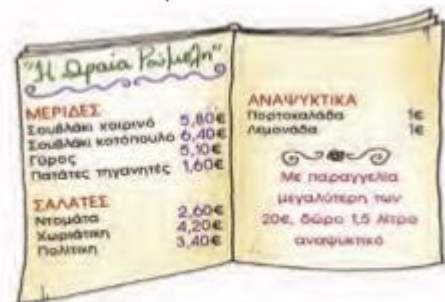 "Η Ωραία Ρούμελη"
ΜΕΡΙΔΕΣ
Σουβλάκι χοιρινό 5,80€
Σουβλάκι κοτόπουλο 6,40€
Γύρος 5,10€
Πατάτες τηγανητές 1,60€
ΣΑΛΑΤΕΣ
Ντομάτα 2,60€
Χωριάτικη 4,20€
Πολίτικη 3,40€
ΑΝΑΨΥΚΤΙΚΑ
Πορτοκαλάδα 1€
Λεμονάδα 1€
Με παραγγελία
μεγαλύτερη των
20€, δώρο 1,5 λίτρο
αναψυκτικό